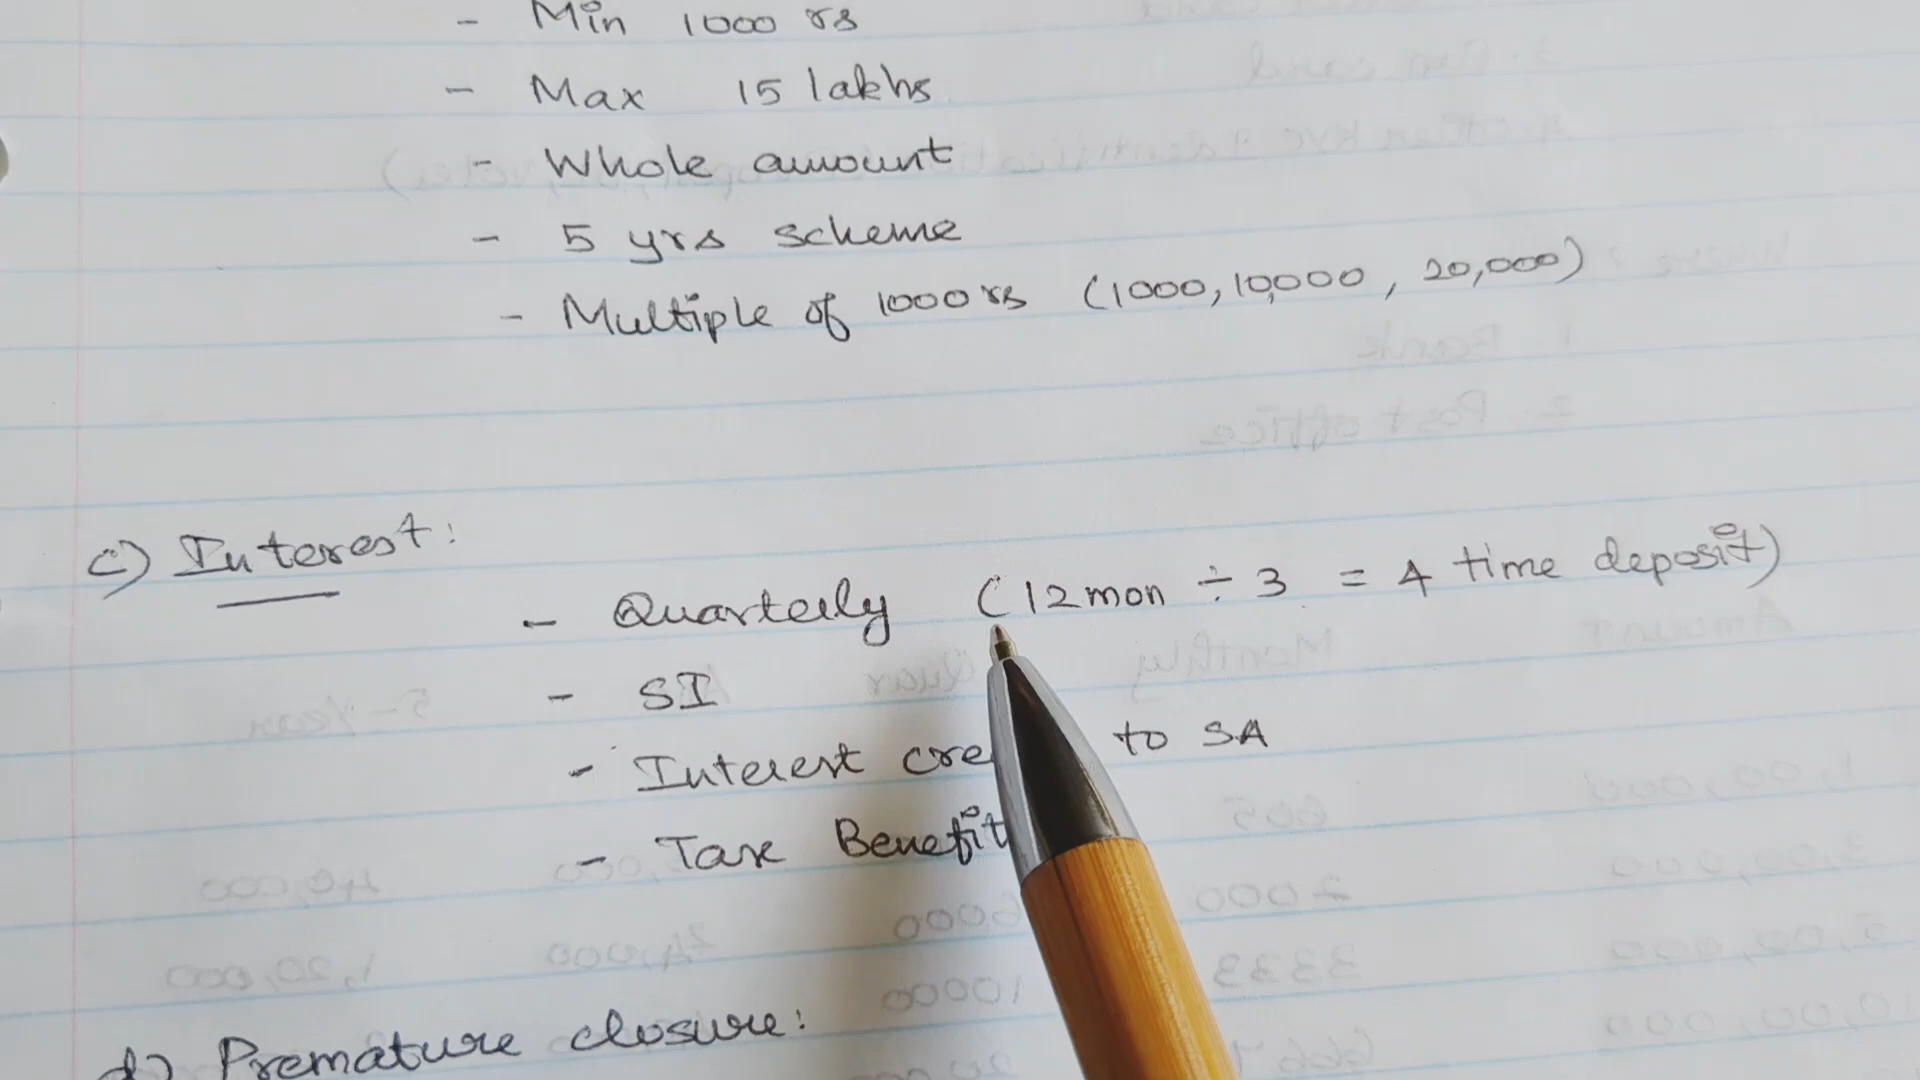 - Min 1000 rs
- Max 15 lakhs
- Whole amount
- 5 yrs scheme
- Multiple of 1000 rs (1000, 10,000, 20,000)
c) Interest:
- Quarterly (12 mon ÷ 3 = 4 time deposit)
- SI
- Interest cre to SA
- Tax Benefit
d) Premature closure: